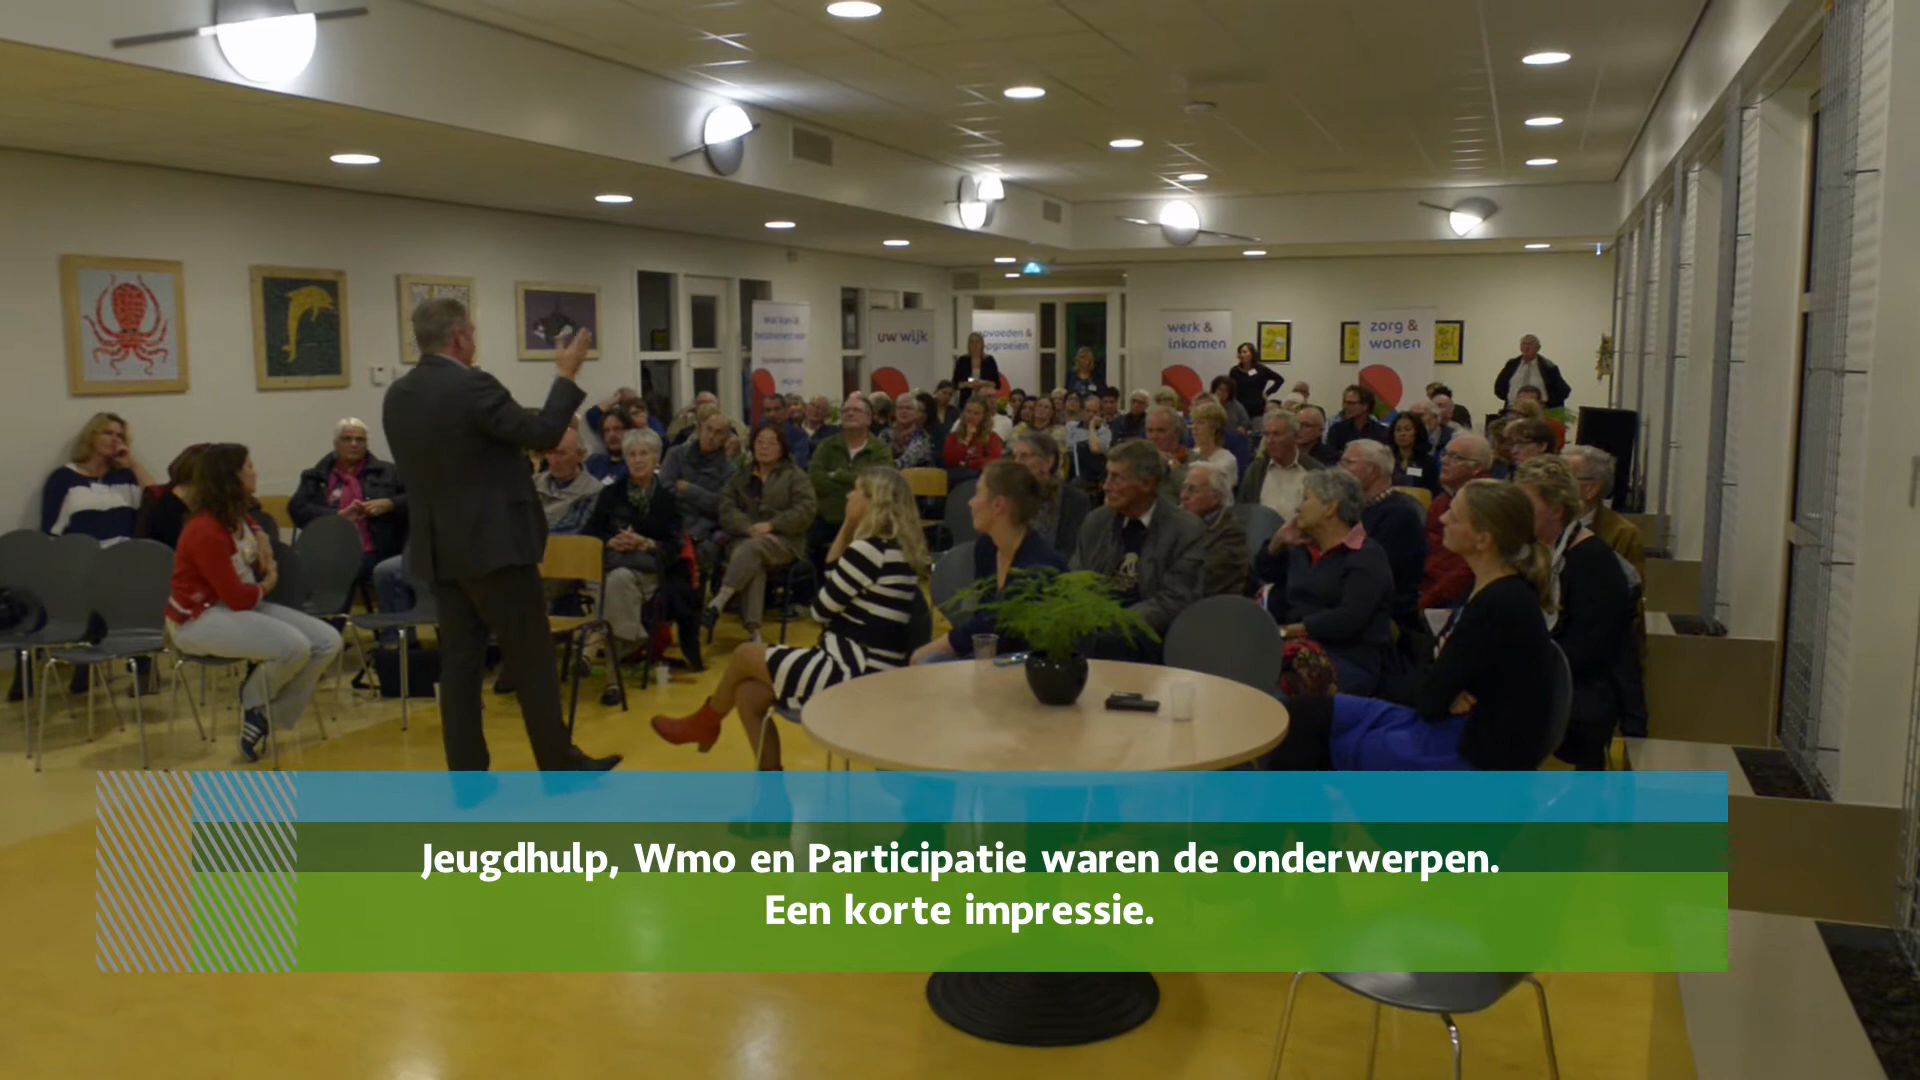 uw wijk
opvoeden &
opgroeien
werk &
inkomen
zorg &
wonen
Jeugdhulp, Wmo en Participatie waren de onderwerpen.
Een korte impressie.